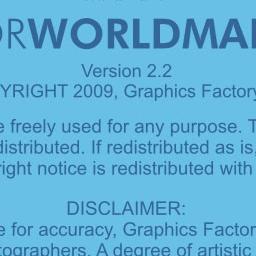 ORWORLDMA
Version 2.2
YRIGHT 2009, Graphics Factory
e freely used for any purpose. T
distributed. If redistributed as is,
right notice is redistributed with
DISCLAIMER:
e for accuracy, Graphics Factor
tographers. A degree of artistic